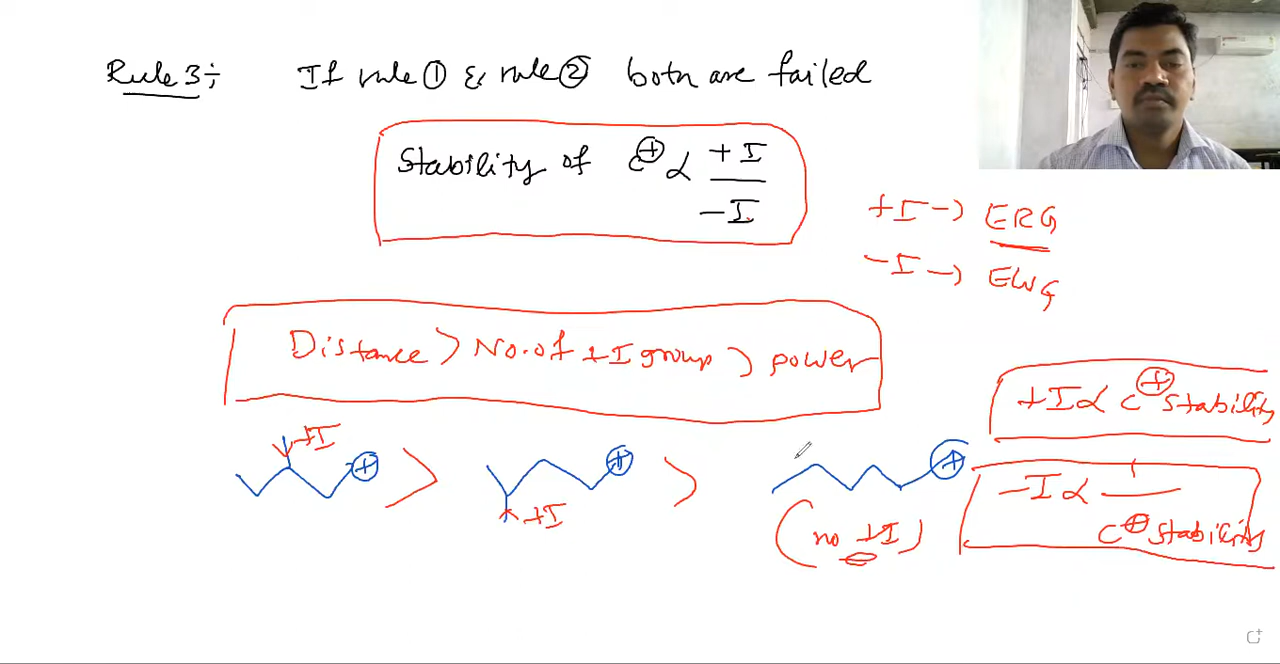 Rule 3÷ If rule ① & rule ② both are failed
Stability of C⊕ α +I / -I
+I → ERG
-I → EWG
Distance > No. of +I group > power
+I α C⊕ stability
+I
⊕ > ⊕ > ⊕
+I
(no +I)
-I α 1 / C⊕ stability
C+